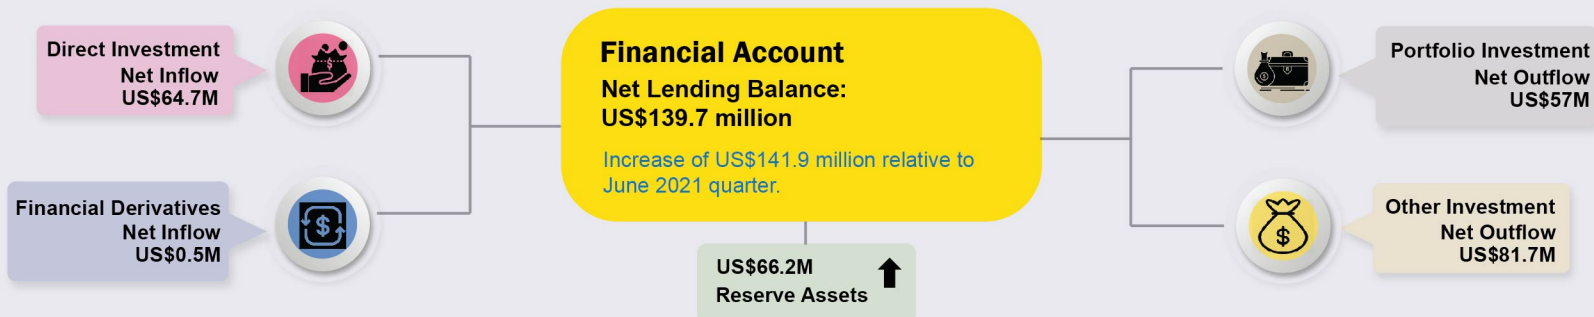 Direct Investment
Net Inflow
US$64.7M
Financial Derivatives
Net Inflow
US$0.5M
Financial Account
Net Lending Balance:
US$139.7 million
Increase of US$141.9 million relative to
June 2021 quarter.
US$66.2M
Reserve Assets
Portfolio Investment
Net Outflow
US$57M
Other Investment
Net Outflow
US$81.7M